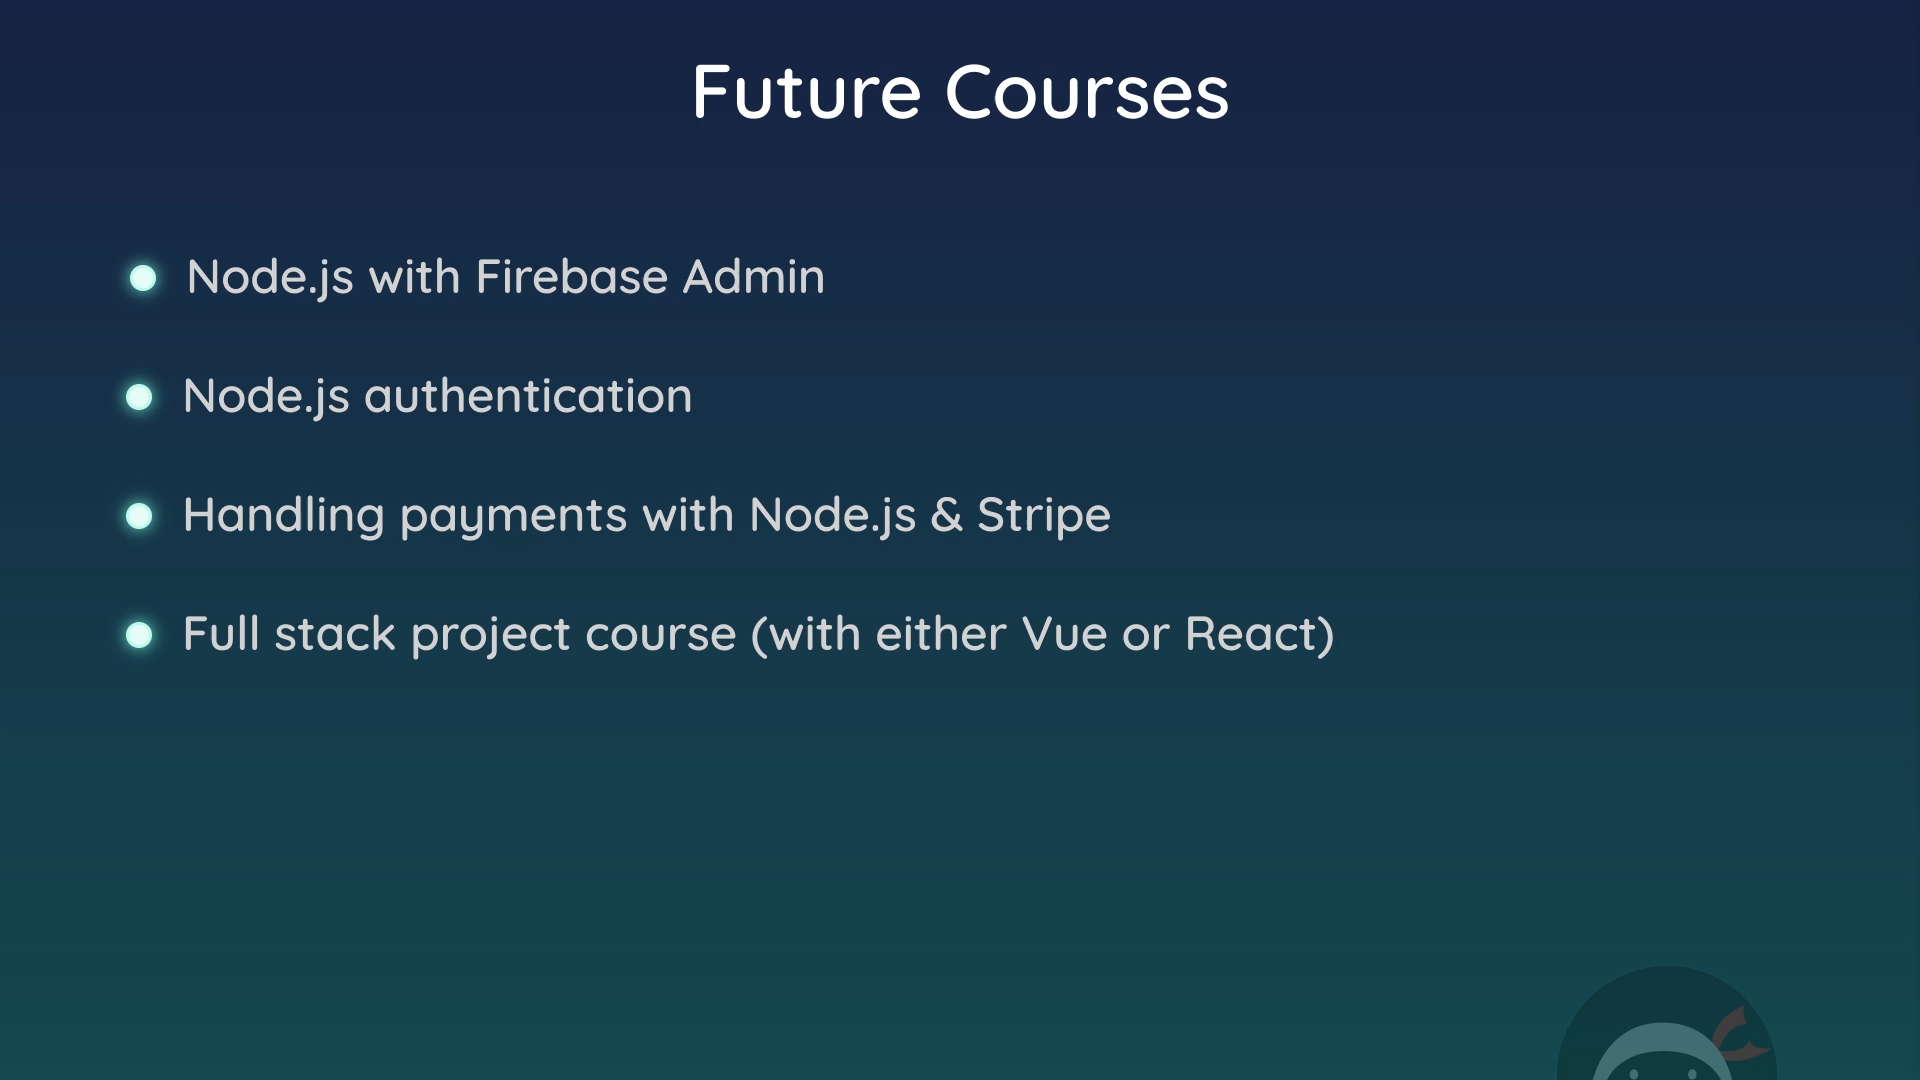 Future Courses
Node.js with Firebase Admin
Node.js authentication
Handling payments with Node.js & Stripe
Full stack project course (with either Vue or React)